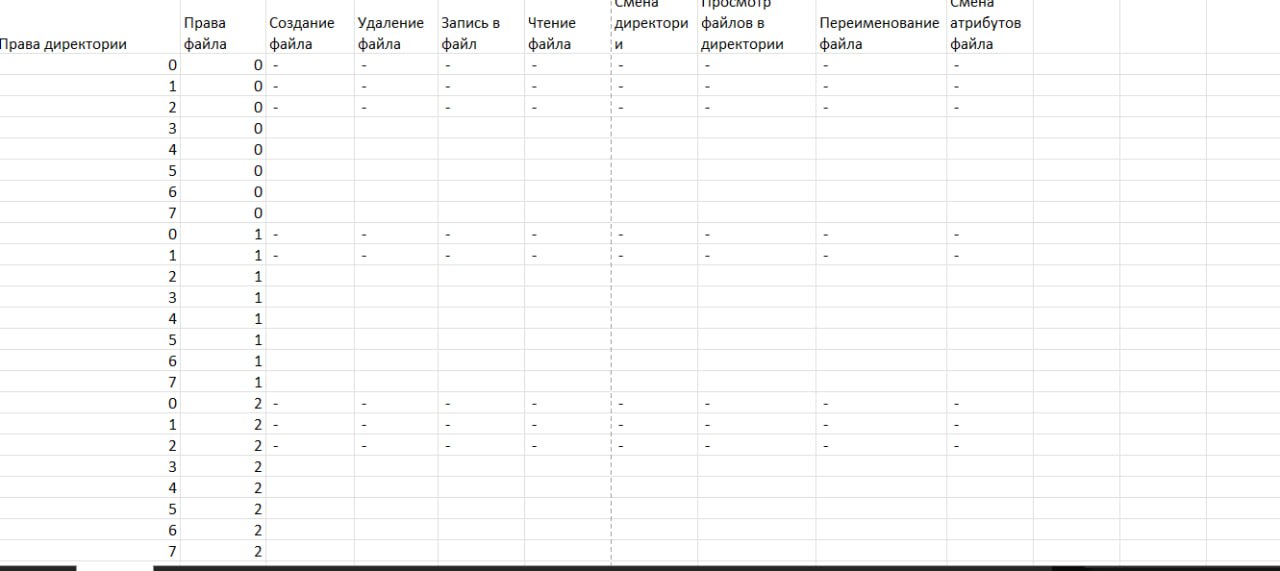 Права директории Права файла Создание файла Удаление файла Запись в файл Чтение файла Смена директории Просмотр файлов в директории Переименование файла Смена атрибутов файла
0 0 - - - - - - - -
1 0 - - - - - - - -
2 0 - - - - - - - -
3 0
4 0
5 0
6 0
7 0
0 1 - - - - - - - -
1 1 - - - - - - - -
2 1
3 1
4 1
5 1
6 1
7 1
0 2 - - - - - - - -
1 2 - - - - - - - -
2 2 - - - - - - - -
3 2
4 2
5 2
6 2
7 2